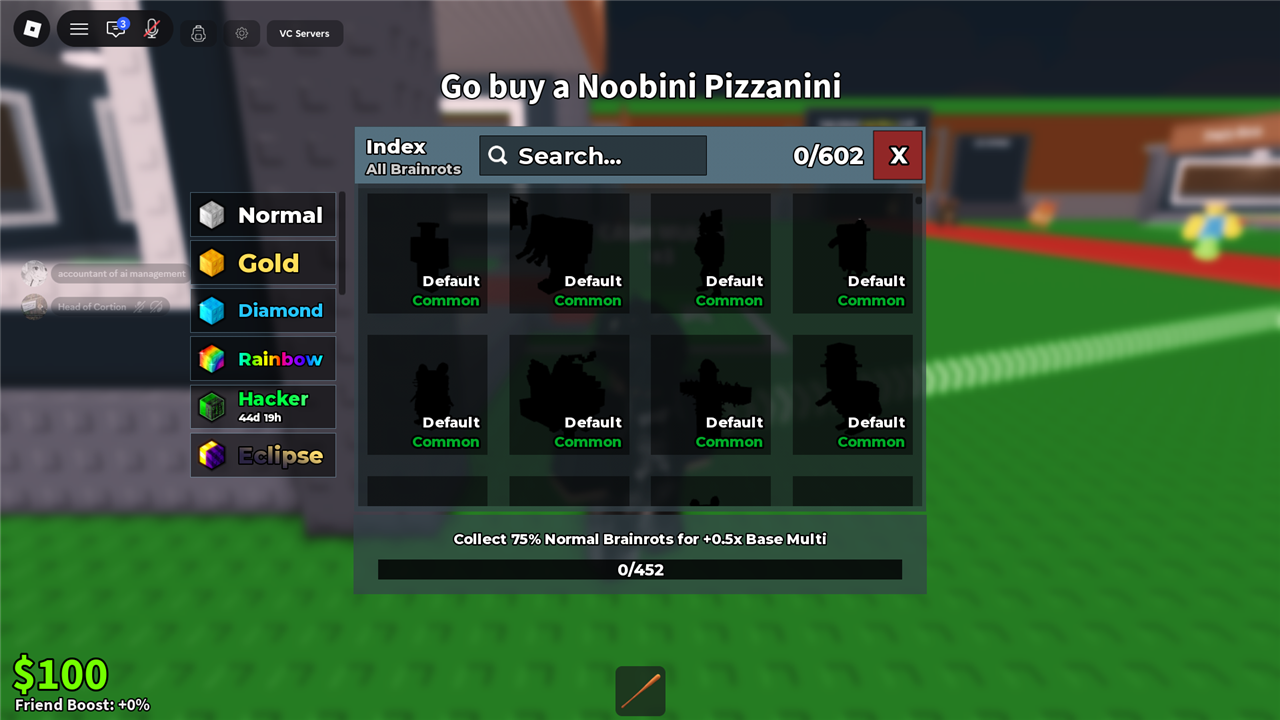 3
VC Servers
Go buy a Noobini Pizzanini
Index
All Brainrots
Search...
0/602
X
Normal
Gold
Diamond
Rainbow
Hacker
44d 19h
Eclipse
accountant of ai management
Head of Cortion
Default
Common
Default
Common
Default
Common
Default
Common
Default
Common
Default
Common
Default
Common
Default
Common
Collect 75% Normal Brainrots for +0.5x Base Multi
0/452
$100
Friend Boost: +0%